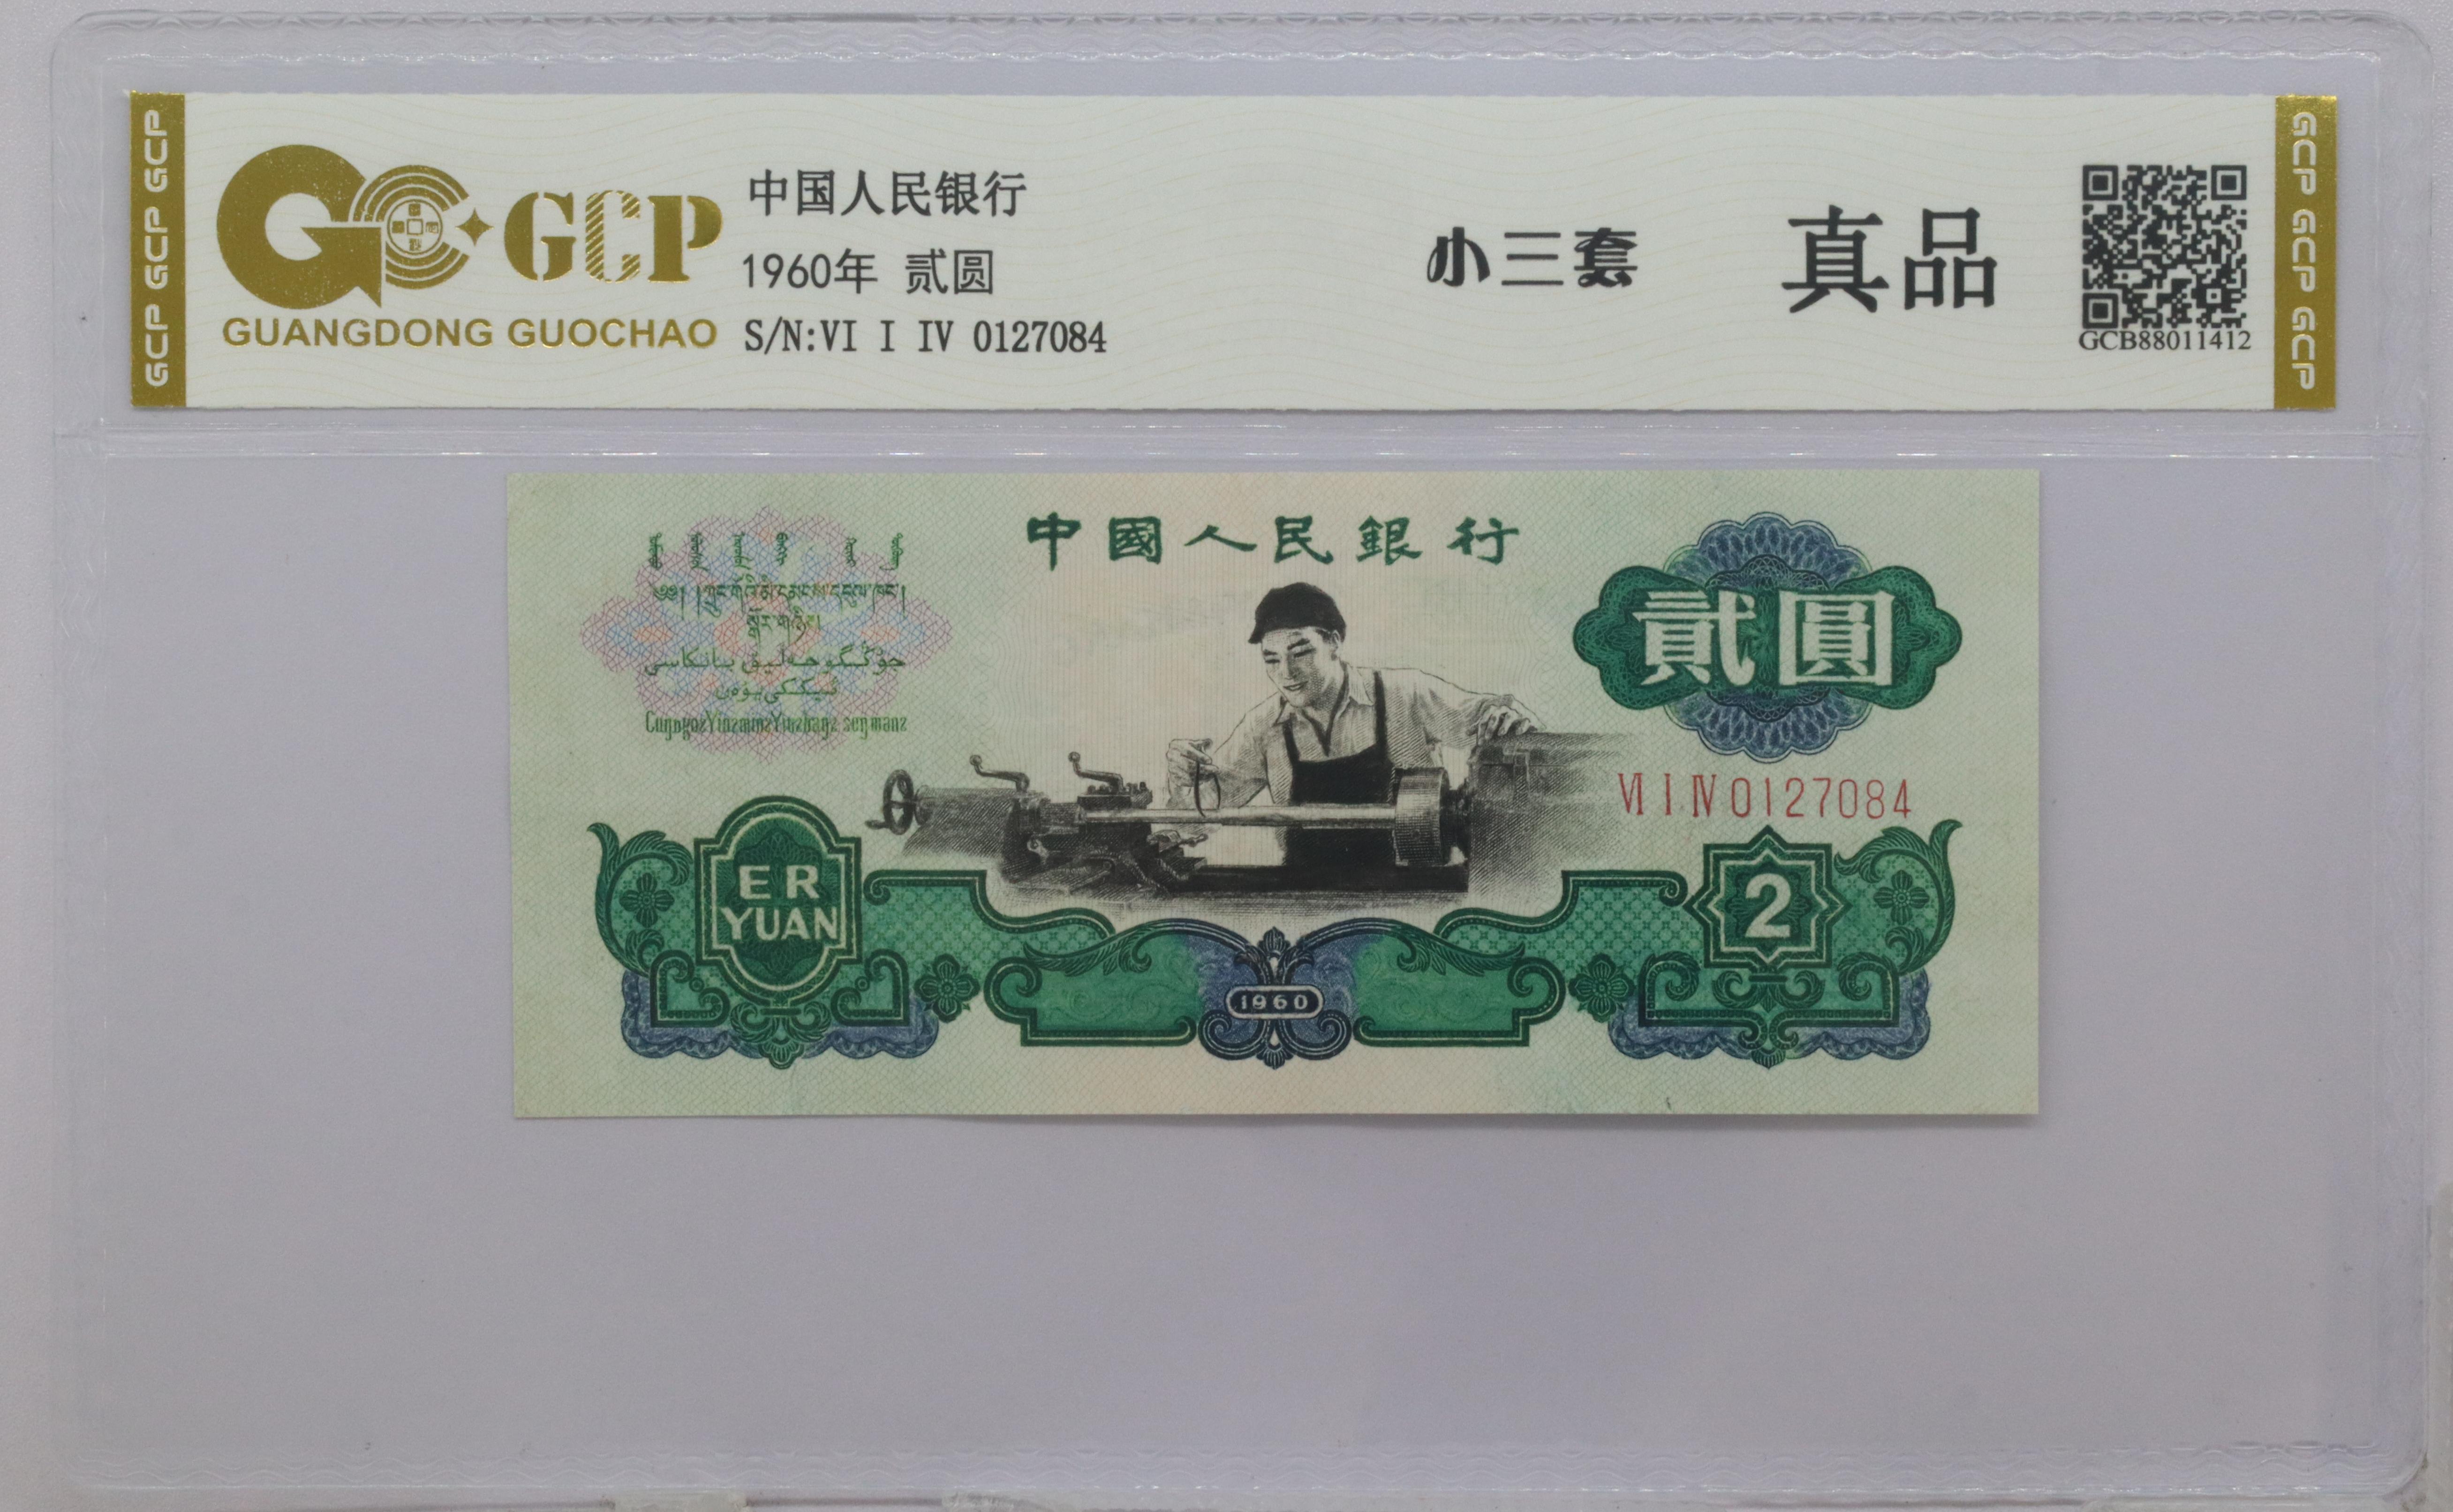 GCP GCP GCP
GCP
GUANGDONG GUOCHAO
中国人民银行
1960年 贰圆
S/N:VI I IV 0127084
小三套
真品
GCB88011412
GCP GCP GCP
中國人民銀行
貳圓
CungƣozYinzminzYinzhaŋz seŋmanz
Ⅵ Ⅰ Ⅳ 0127084
ER
YUAN
2
1960